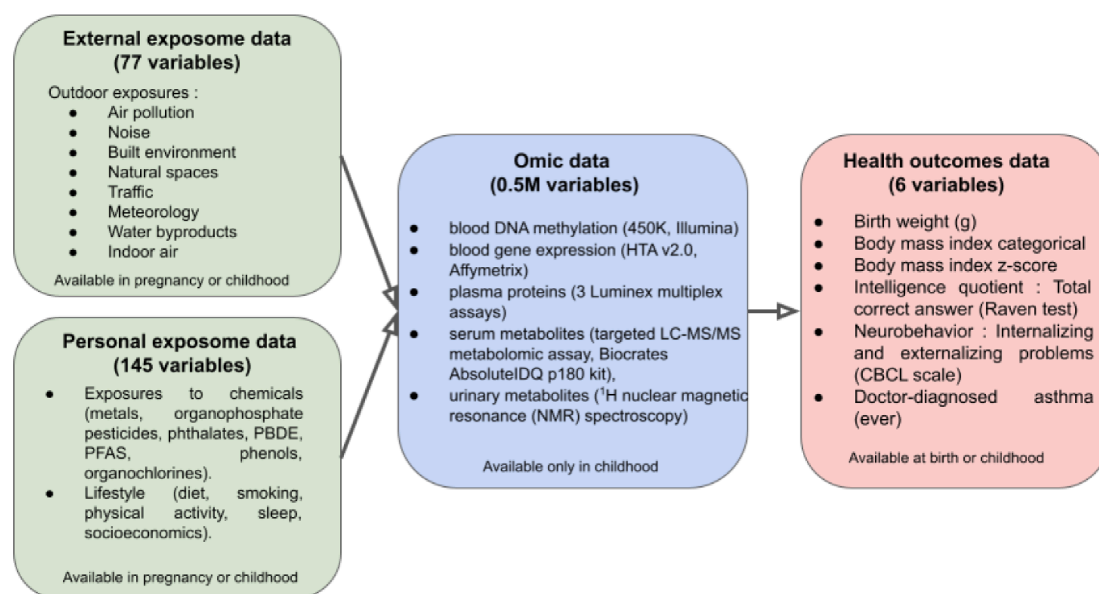 External exposome data
(77 variables)
Outdoor exposures :
● Air pollution
● Noise
● Built environment
● Natural spaces
● Traffic
● Meteorology
● Water byproducts
● Indoor air
Available in pregnancy or childhood
Personal exposome data
(145 variables)
● Exposures to chemicals
(metals, organophosphate
pesticides, phthalates, PBDE,
PFAS, phenols,
organochlorines).
● Lifestyle (diet, smoking,
physical activity, sleep,
socioeconomics).
Available in pregnancy or childhood
Omic data
(0.5M variables)
● blood DNA methylation (450K, Illumina)
● blood gene expression (HTA v2.0,
Affymetrix)
● plasma proteins (3 Luminex multiplex
assays)
● serum metabolites (targeted LC-MS/MS
metabolomic assay, Biocrates
AbsoluteIDQ p180 kit),
● urinary metabolites (¹H nuclear magnetic
resonance (NMR) spectroscopy)
Available only in childhood
Health outcomes data
(6 variables)
● Birth weight (g)
● Body mass index categorical
● Body mass index z-score
● Intelligence quotient : Total
correct answer (Raven test)
● Neurobehavior : Internalizing
and externalizing problems
(CBCL scale)
● Doctor-diagnosed asthma
(ever)
Available at birth or childhood